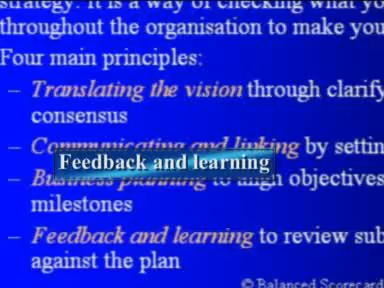 strategy. It is a way of checking what yo
throughout the organisation to make you
Four main principles:
– Translating the vision through clarify
consensus
– Communicating and linking by settin
Feedback and learning
– Business planning to align objectives
milestones
– Feedback and learning to review sub
against the plan
© Balanced Scorecard